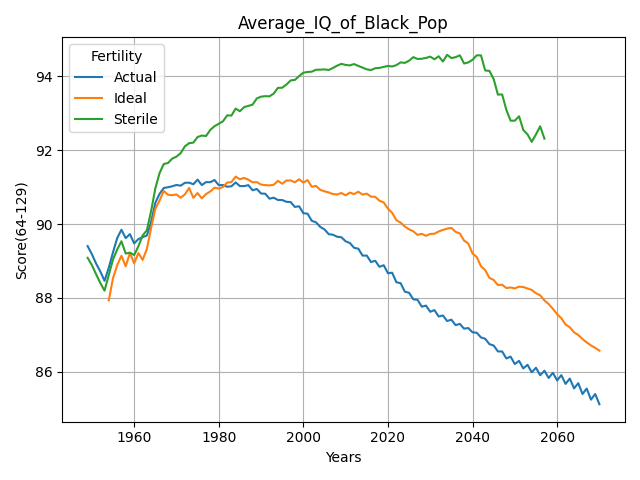 Average_IQ_of_Black_Pop
Score(64-129)
94
92
90
88
86
Fertility
Actual
Ideal
Sterile
1960
1980
2000
2020
2040
2060
Years